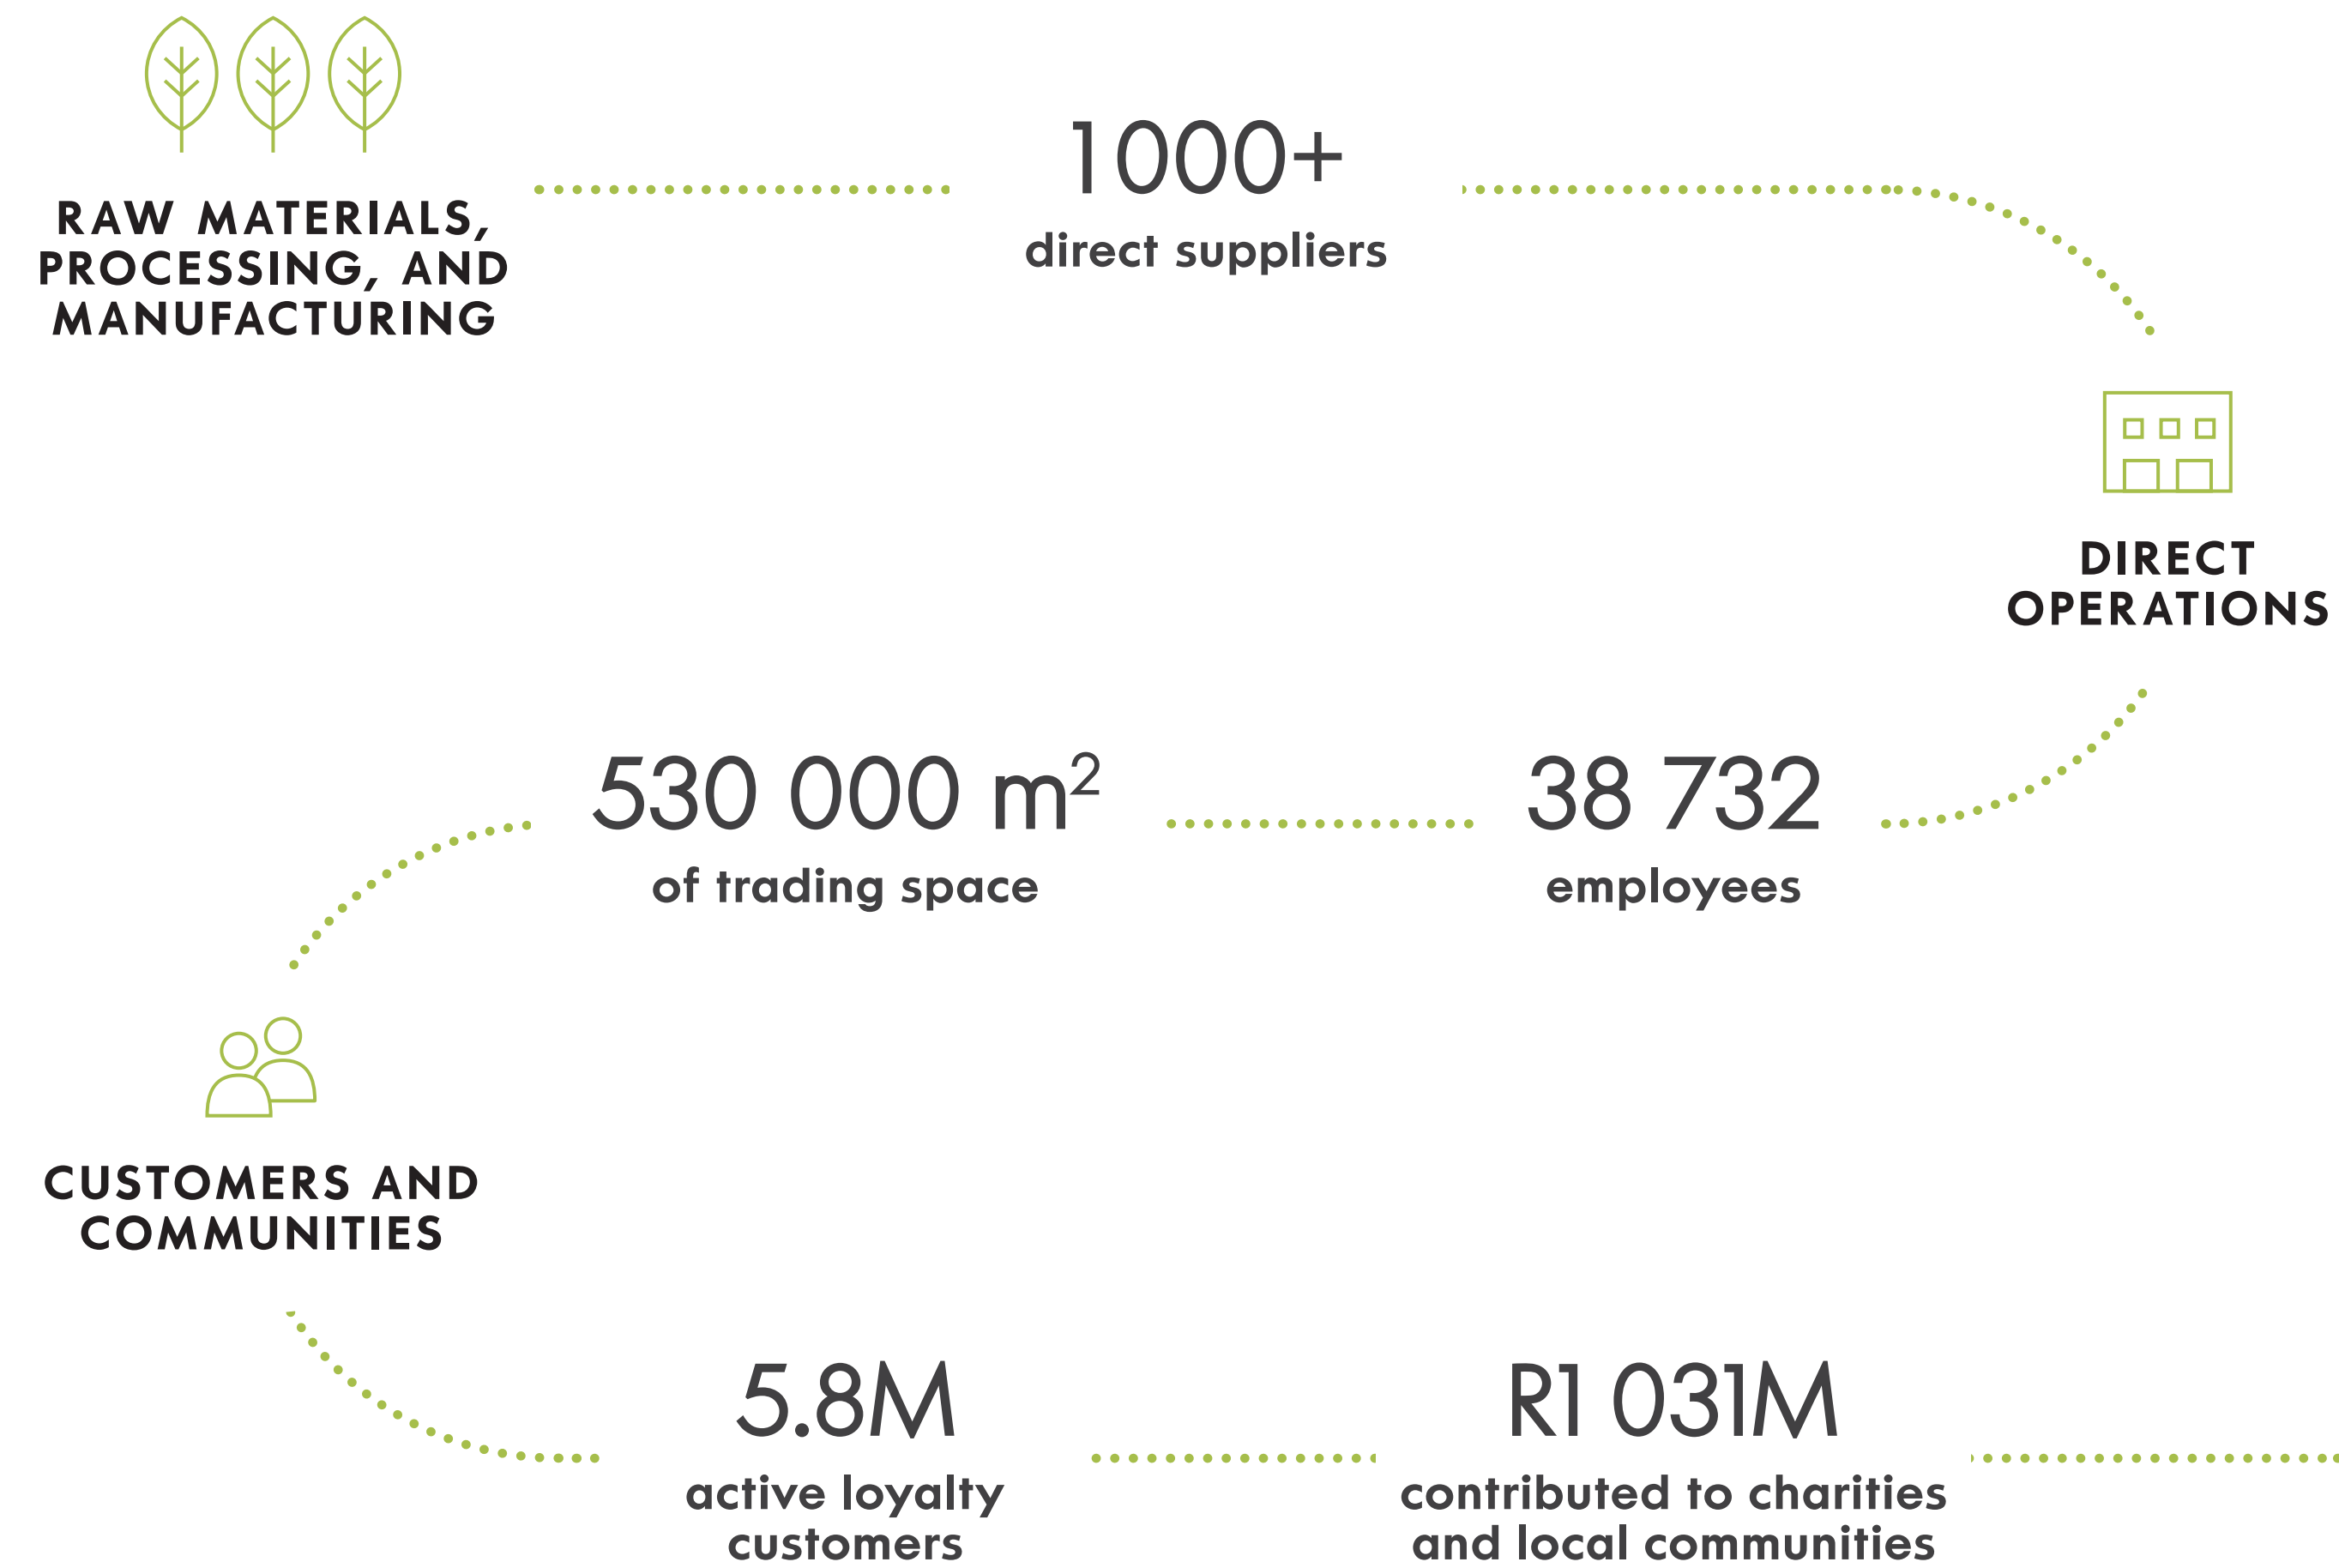 RAW MATERIALS,
PROCESSING, AND
MANUFACTURING
1000+
direct suppliers
DIRECT
OPERATIONS
38 732
employees
530 000 m²
of trading space
CUSTOMERS AND
COMMUNITIES
5.8M
active loyalty
customers
R1 031M
contributed to charities
and local communities